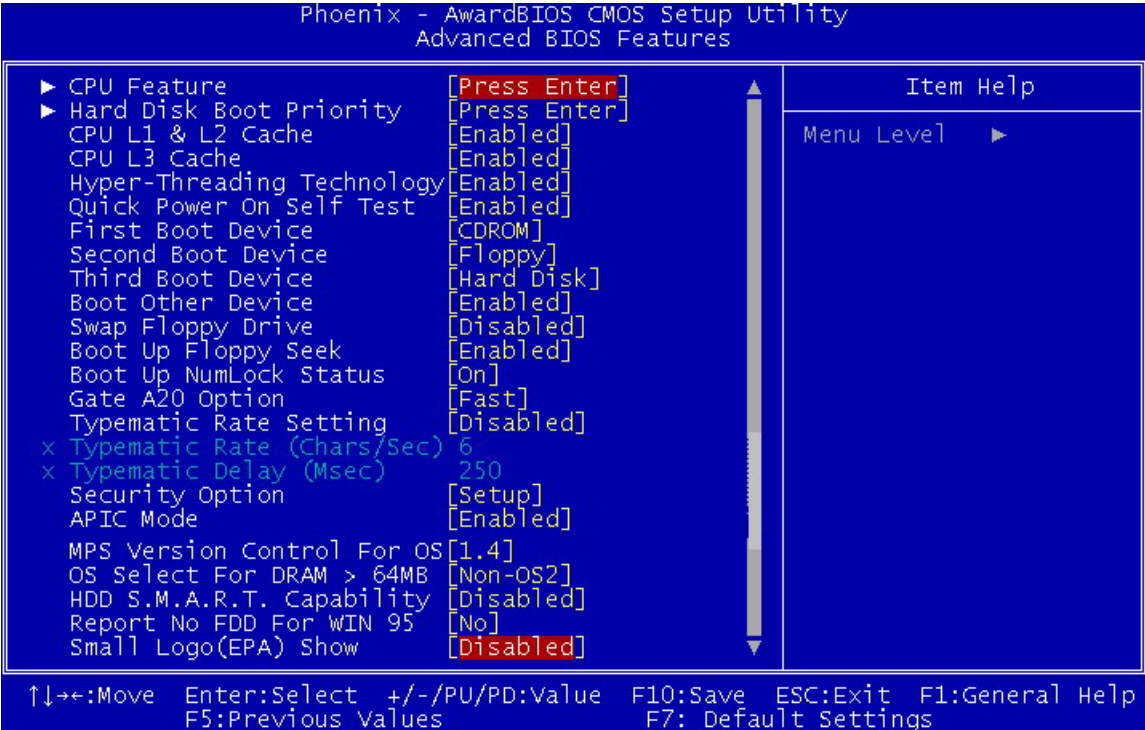 Phoenix - AwardBIOS CMOS Setup Utility
Advanced BIOS Features
▶ CPU Feature [Press Enter]
▶ Hard Disk Boot Priority [Press Enter]
CPU L1 & L2 Cache [Enabled]
CPU L3 Cache [Enabled]
Hyper-Threading Technology[Enabled]
Quick Power On Self Test [Enabled]
First Boot Device [CDROM]
Second Boot Device [Floppy]
Third Boot Device [Hard Disk]
Boot Other Device [Enabled]
Swap Floppy Drive [Disabled]
Boot Up Floppy Seek [Enabled]
Boot Up NumLock Status [On]
Gate A20 Option [Fast]
Typematic Rate Setting [Disabled]
x Typematic Rate (Chars/Sec) 6
x Typematic Delay (Msec) 250
Security Option [Setup]
APIC Mode [Enabled]
MPS Version Control For OS[1.4]
OS Select For DRAM > 64MB [Non-OS2]
HDD S.M.A.R.T. Capability [Disabled]
Report No FDD For WIN 95 [No]
Small Logo(EPA) Show [Disabled]
Item Help
Menu Level ▶
↑↓→←:Move Enter:Select +/-/PU/PD:Value F10:Save ESC:Exit F1:General Help
F5:Previous Values F7: Default Settings